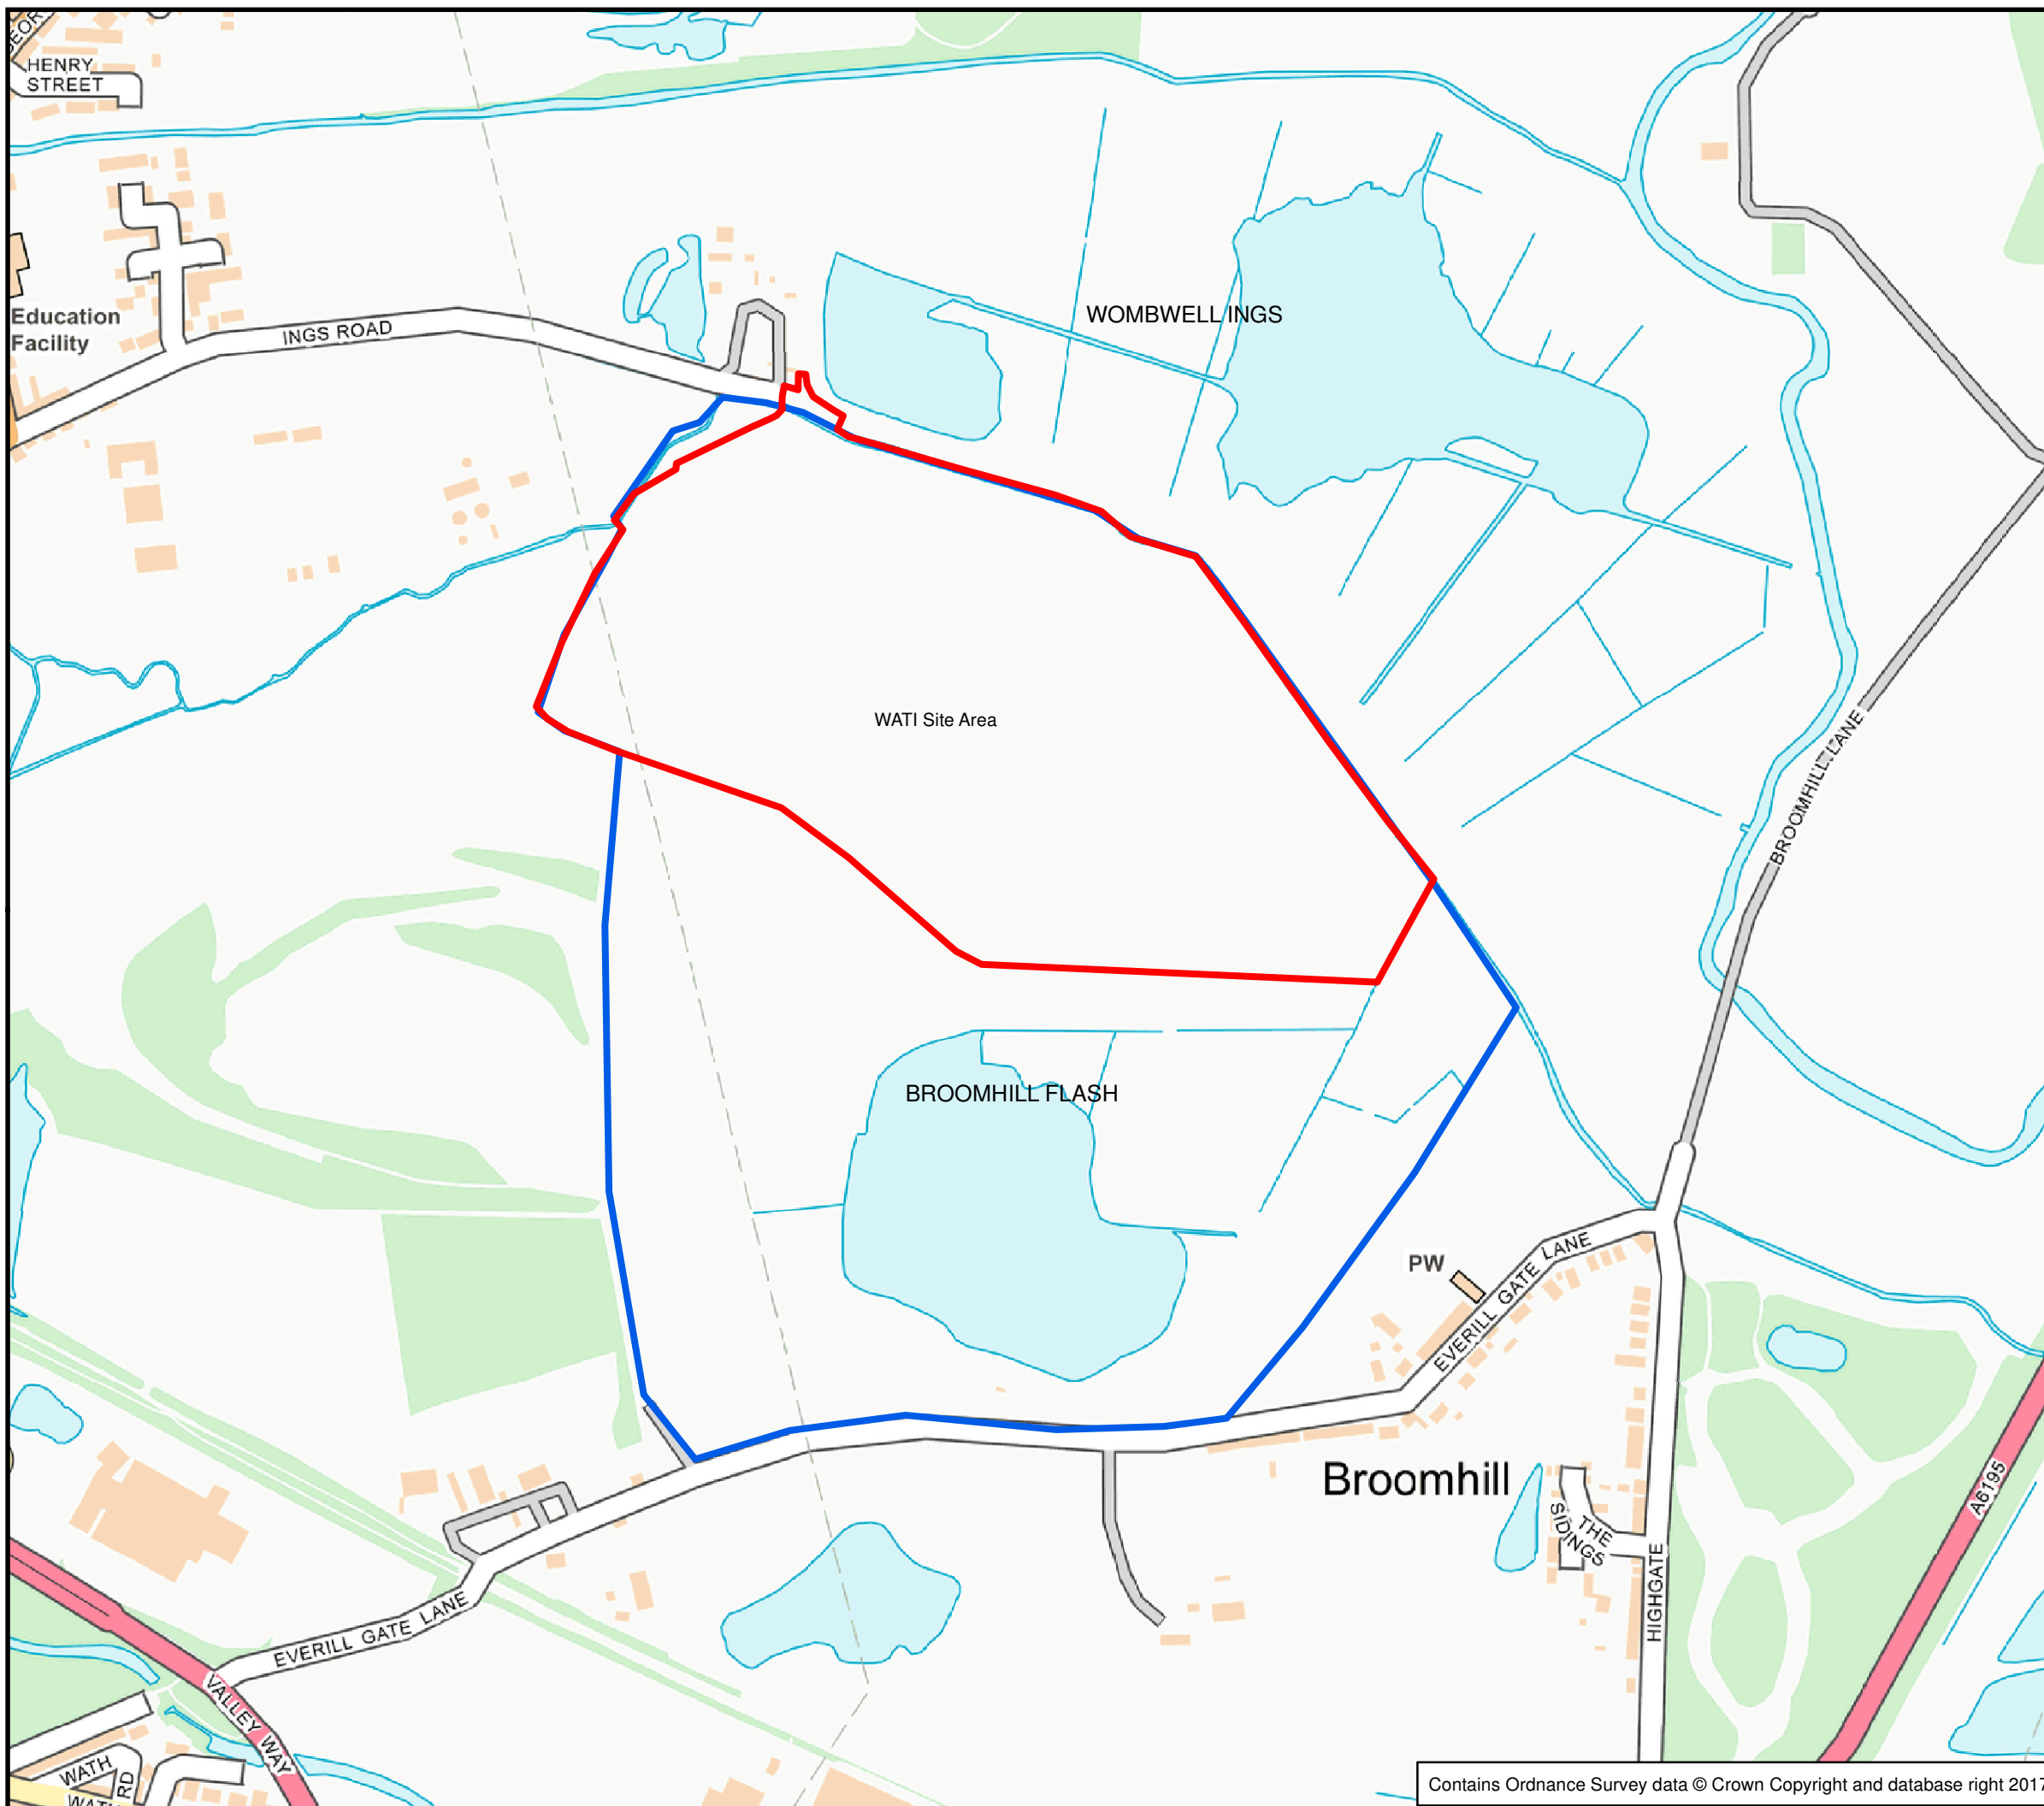 HENRY
STREET
Education
Facility
INGS ROAD
WOMBWELL INGS
WATI Site Area
BROOMHILL LANE
BROOMHILL FLASH
PW
EVERILL GATE LANE
Broomhill
THE
SIDINGS
HIGHGATE
A6195
EVERILL GATE LANE
VALLEY WAY
WATH
RD
Contains Ordnance Survey data © Crown Copyright and database right 2017